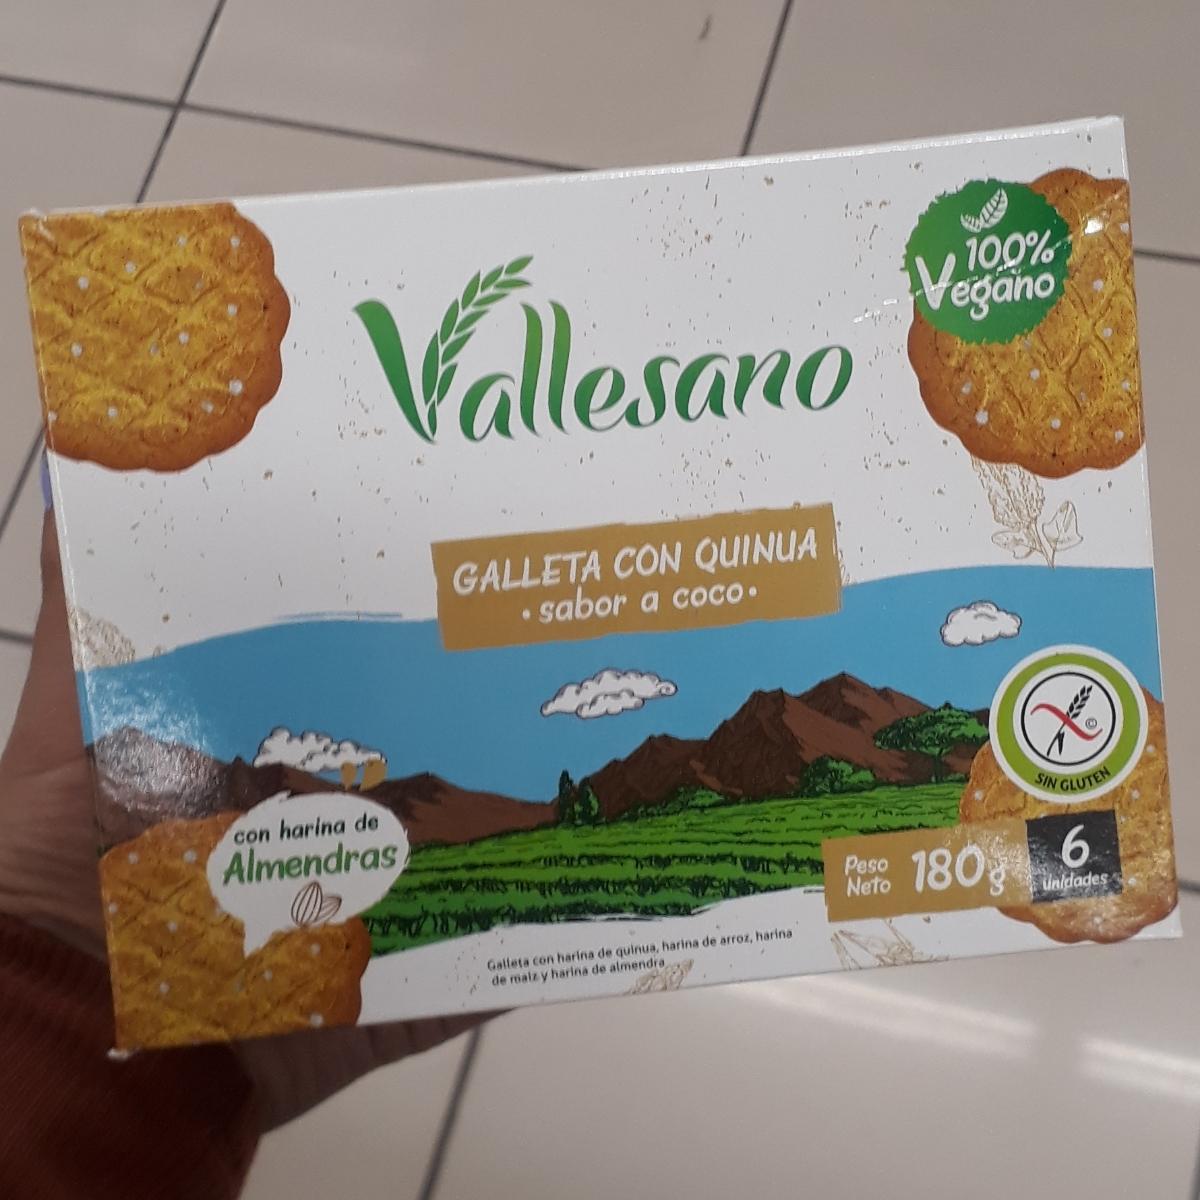 100%
Vegano
Vallesano
GALLETA CON QUINUA
• sabor a coco •
SIN GLUTEN
©
con harina de
Almendras
Peso
Neto
180g
6
unidades
Galleta con harina de quinua, harina de arroz, harina
de maíz y harina de almendra